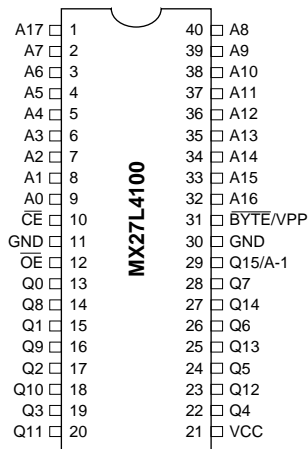 A17 1 40 A8
A7 2 39 A9
A6 3 38 A10
A5 4 37 A11
A4 5 36 A12
A3 6 35 A13
A2 7 34 A14
A1 8 33 A15
A0 9 32 A16
CE 10 31 BYTE/VPP
GND 11 30 GND
OE 12 29 Q15/A-1
Q0 13 28 Q7
Q8 14 27 Q14
Q1 15 26 Q6
Q9 16 25 Q13
Q2 17 24 Q5
Q10 18 23 Q12
Q3 19 22 Q4
Q11 20 21 VCC
MX27L4100